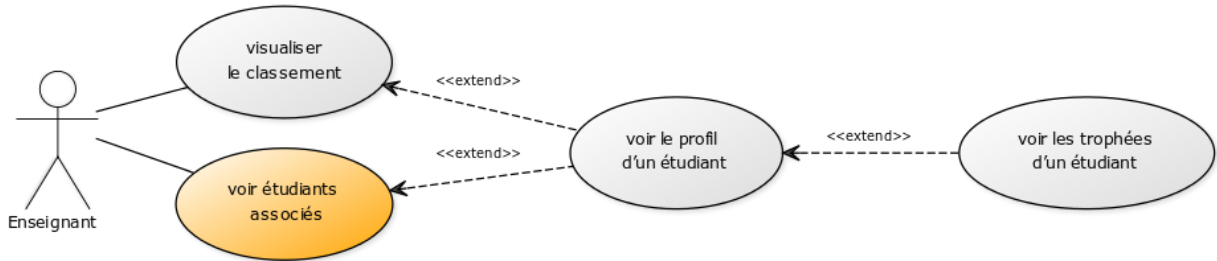 visualiser
le classement
<<extend>>
voir le profil
d'un étudiant
<<extend>>
voir les trophées
d'un étudiant
<<extend>>
voir étudiants
associés
Enseignant